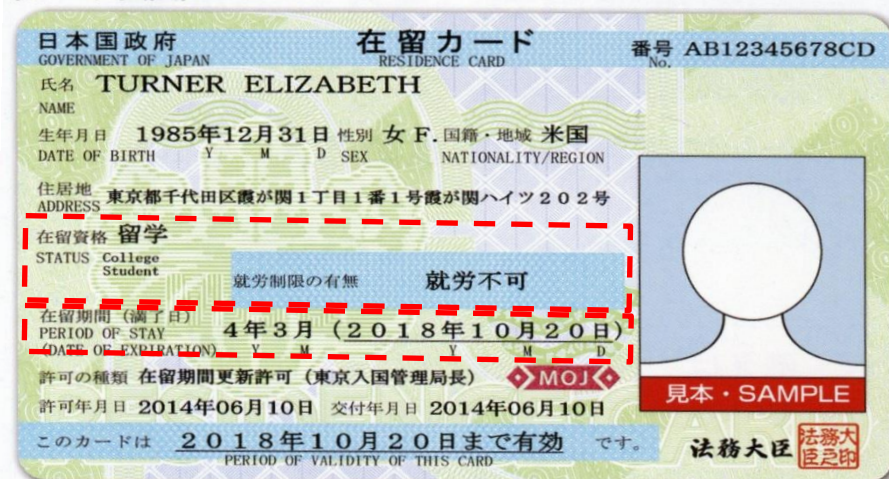 日本国政府 在留カード 番号 AB12345678CD
GOVERNMENT OF JAPAN RESIDENCE CARD No.
氏名 TURNER ELIZABETH
NAME
生年月日 1985年12月31日 性別 女 F. 国籍・地域 米国
DATE OF BIRTH Y M D SEX NATIONALITY/REGION
住居地 東京都千代田区霞が関1丁目1番1号霞が関ハイツ202号
ADDRESS
在留資格 留学
STATUS College
Student
就労制限の有無 就労不可
在留期間(満了日) 4年3月(2018年10月20日)
PERIOD OF STAY
(DATE OF EXPIRATION) Y M Y M D
許可の種類 在留期間更新許可(東京入国管理局長) MOJ
見本・SAMPLE
許可年月日 2014年06月10日 交付年月日 2014年06月10日
このカードは 2018年10月20日まで有効 です。
PERIOD OF VALIDITY OF THIS CARD
法務大臣 法務大臣之印